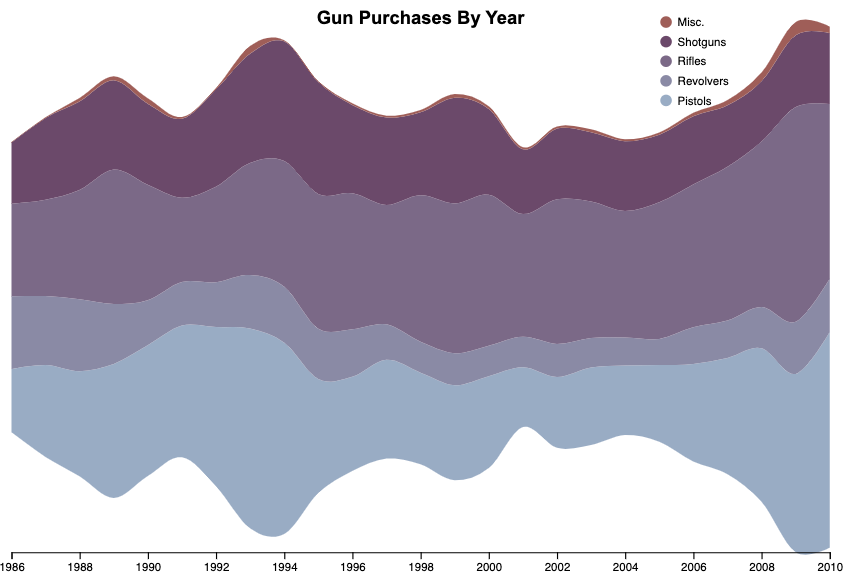 Gun Purchases By Year
Misc.
Shotguns
Rifles
Revolvers
Pistols
1986 1988 1990 1992 1994 1996 1998 2000 2002 2004 2006 2008 2010